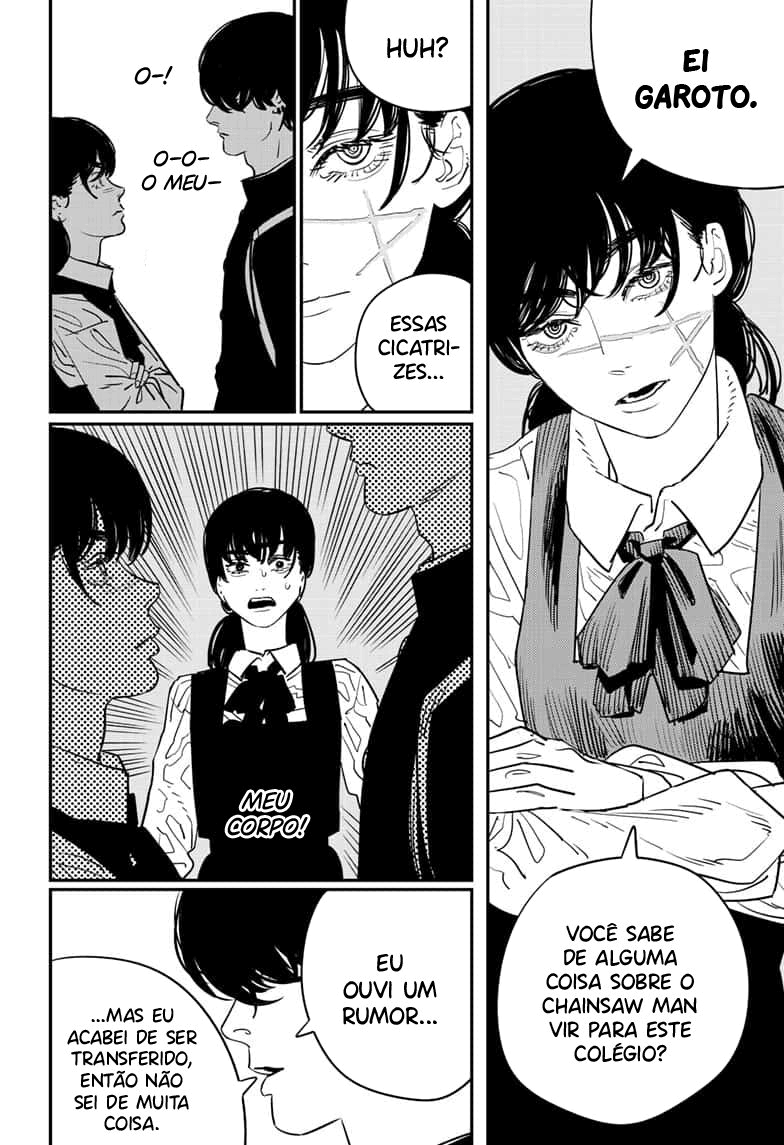 EI
GAROTO.
HUH?
ESSAS
CICATRI-
ZES...
O-!
O-O-
O MEU-
VOCÊ SABE
DE ALGUMA
COISA SOBRE O
CHAINSAW MAN
VIR PARA ESTE
COLÉGIO?
MEU
CORPO!
EU
OUVI UM
RUMOR...
...MAS EU
ACABEI DE SER
TRANSFERIDO,
ENTÃO NÃO
SEI DE MUITA
COISA.